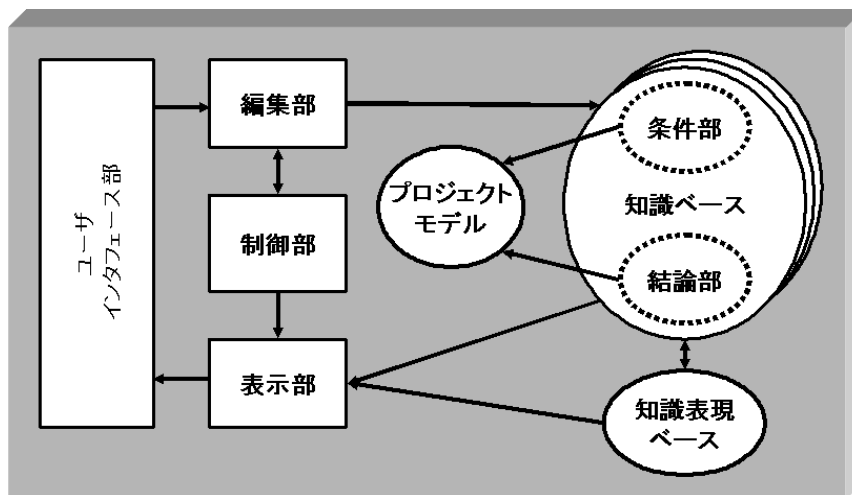 ユーザ
インタフェース部
編集部
制御部
表示部
プロジェクト
モデル
条件部
知識ベース
結論部
知識表現
ベース